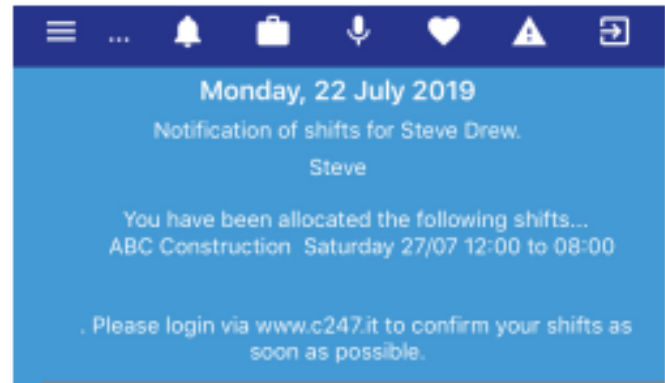 ...
Monday, 22 July 2019
Notification of shifts for Steve Drew.
Steve
You have been allocated the following shifts...
ABC Construction Saturday 27/07 12:00 to 08:00
. Please login via www.c247.it to confirm your shifts as
soon as possible.